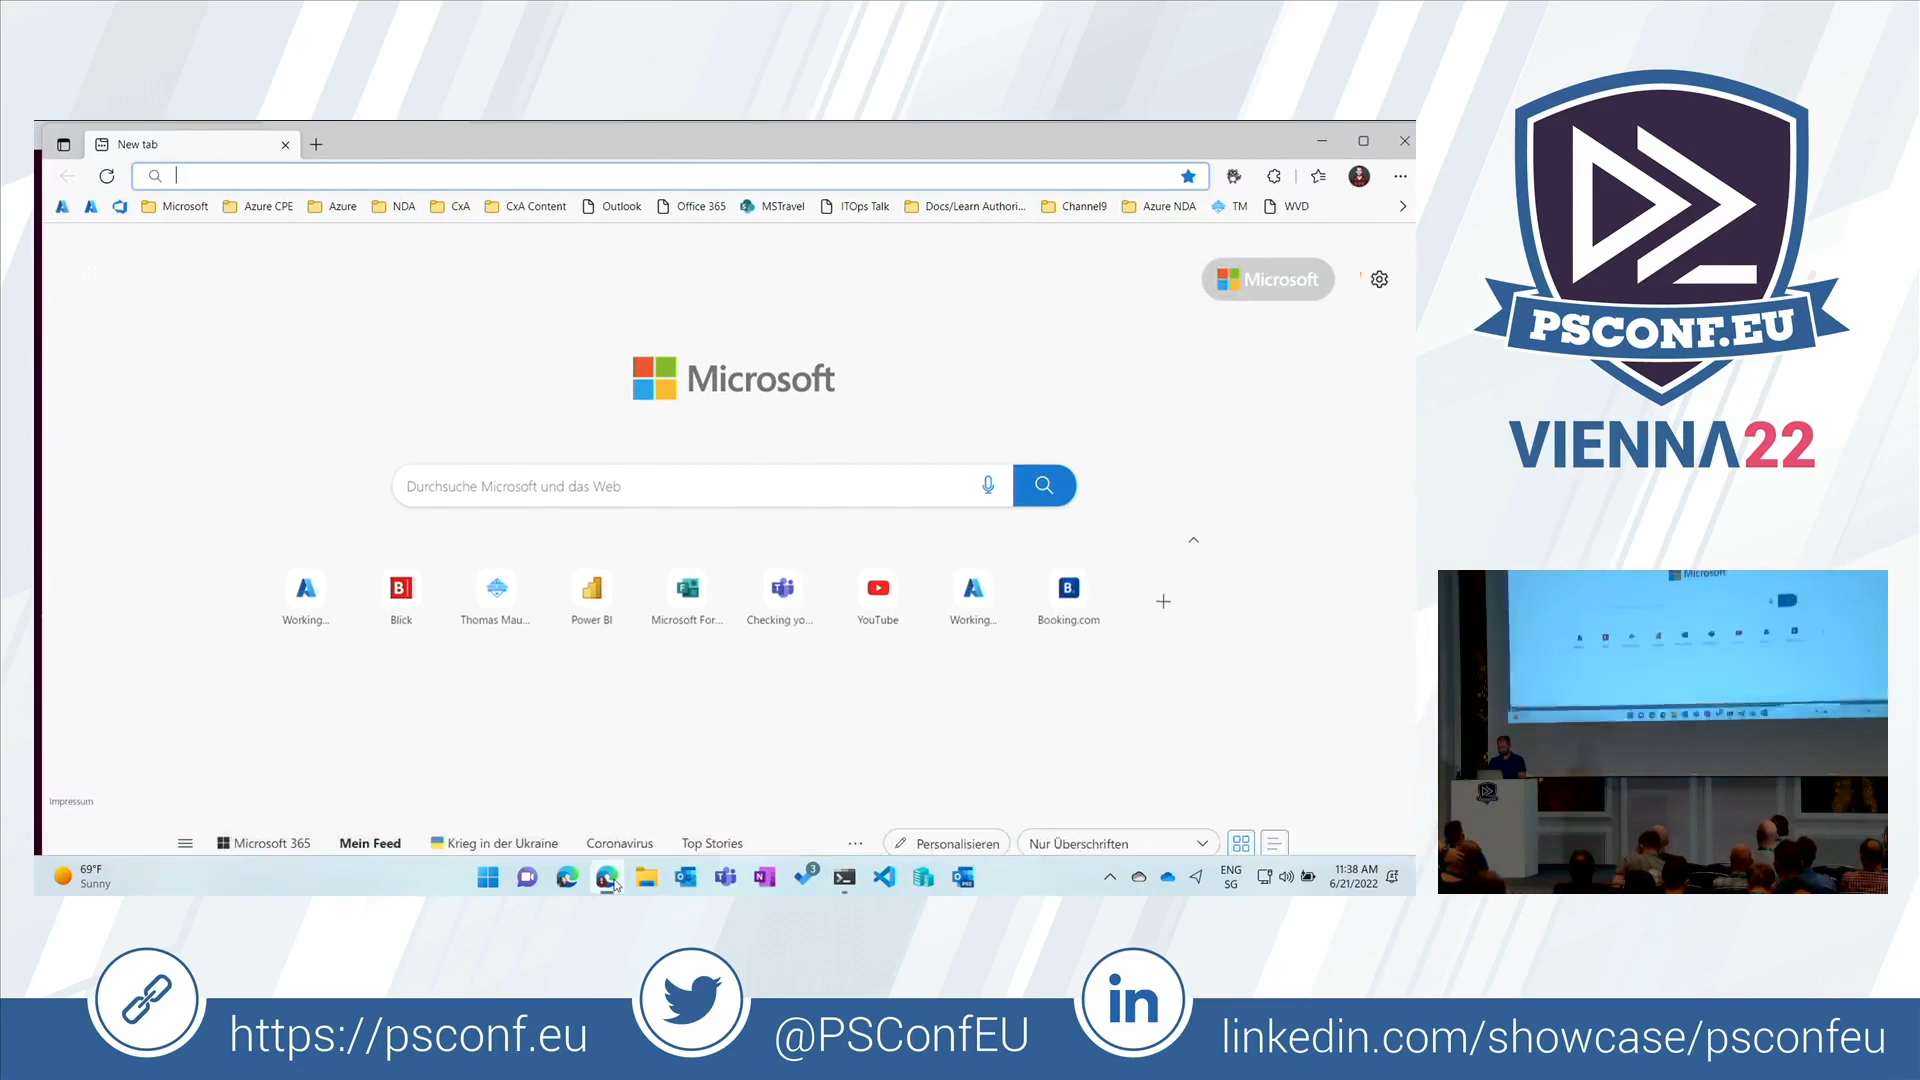 New tab
Microsoft
Azure CPE
Azure
NDA
CxA
CxA Content
Outlook
Office 365
MSTravel
ITOps Talk
Docs/Learn Authori...
Channel9
Azure NDA
TM
WVD
Microsoft
Microsoft
Durchsuche Microsoft und das Web
Working...
Blick
Thomas Mau...
Power BI
Microsoft For...
Checking yo...
YouTube
Working...
Booking.com
Impressum
Microsoft 365
Mein Feed
Krieg in der Ukraine
Coronavirus
Top Stories
Personalisieren
Nur Überschriften
69°F
Sunny
3
ENG
SG
11:38 AM
6/21/2022
PSCONF.EU
VIENNA22
Microsoft
https://psconf.eu
@PSConfEU
linkedin.com/showcase/psconfeu